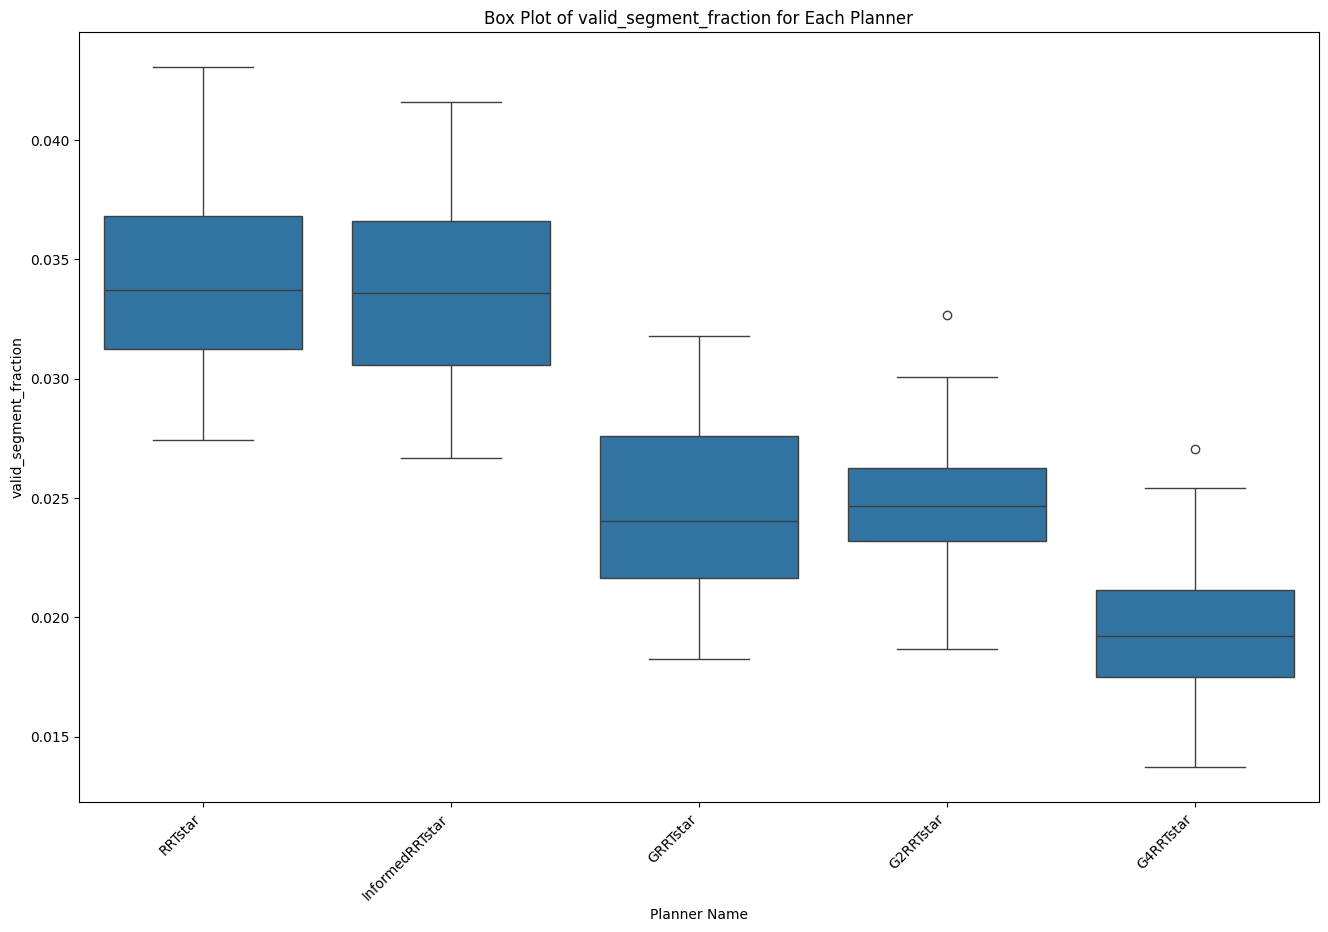 Box Plot of valid_segment_fraction for Each Planner
valid_segment_fraction
0.040
0.035
0.030
0.025
0.020
0.015
RRTstar
InformedRRTstar
GRRTstar
G2RRTstar
G4RRTstar
Planner Name